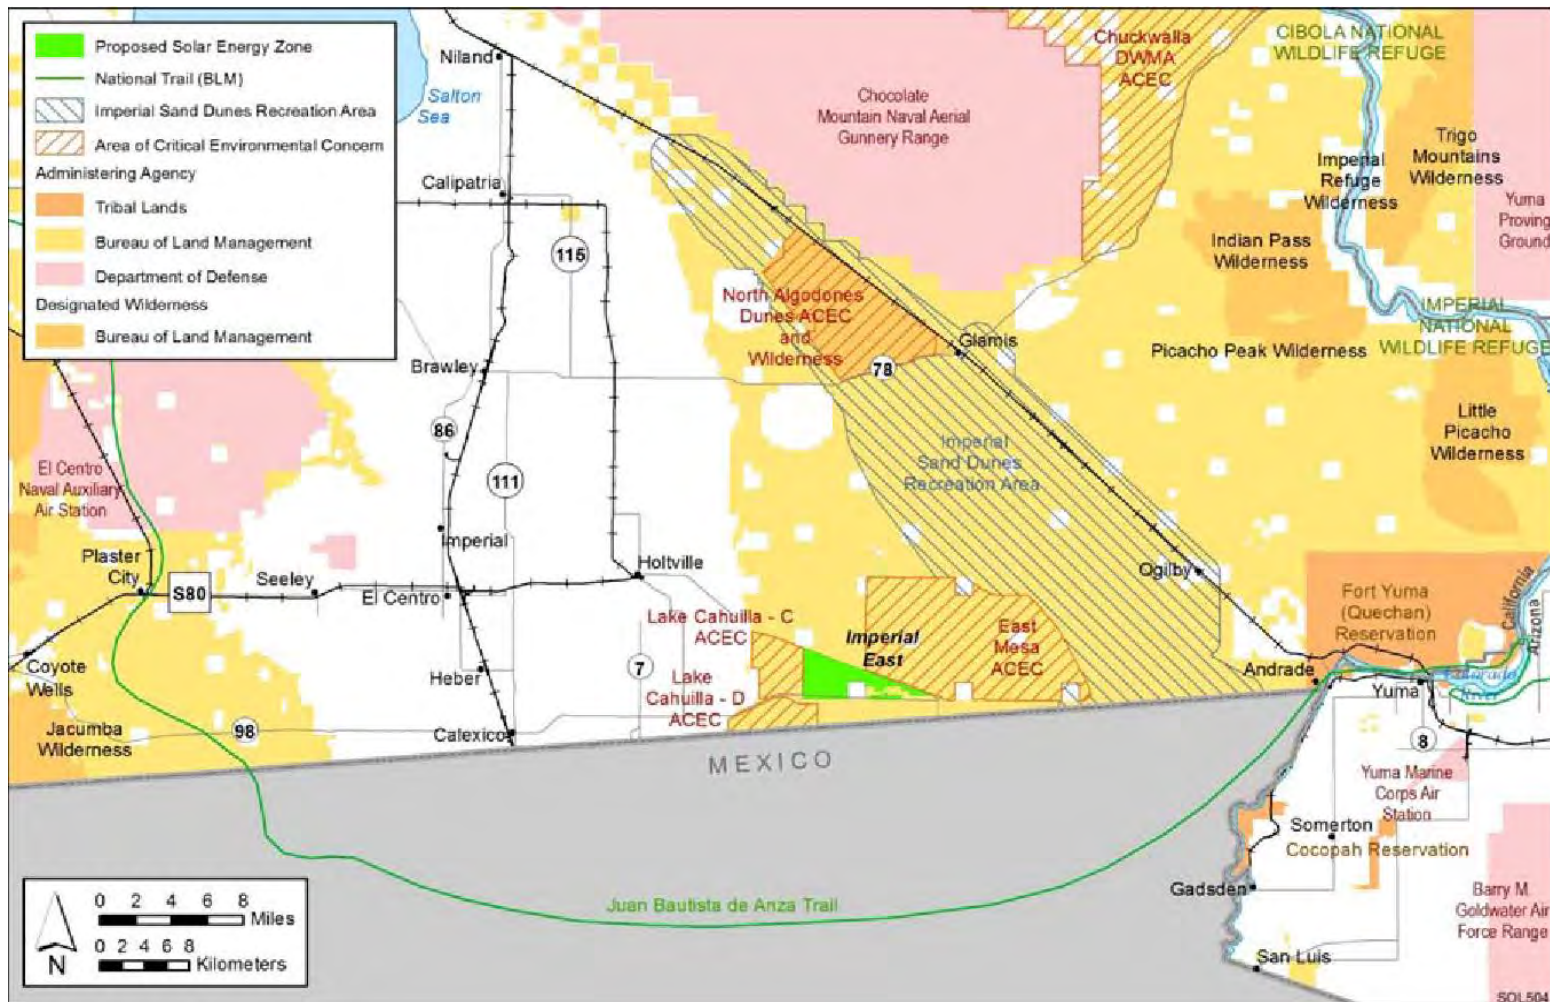 Proposed Solar Energy Zone
National Trail (BLM)
Imperial Sand Dunes Recreation Area
Area of Critical Environmental Concern
Administering Agency
Tribal Lands
Bureau of Land Management
Department of Defense
Designated Wilderness
Bureau of Land Management
Niland
Salton
Sea
Calipatria
115
Brawley
86
111
El Centro
Naval Auxiliary
Air Station
Imperial
Plaster
City
S80
Seeley
El Centro
Holtville
Coyote
Wells
Heber
7
Jacumba
Wilderness
98
Calexico
Chocolate
Mountain Naval Aerial
Gunnery Range
Chuckwalla
DWMA
ACEC
CIBOLA NATIONAL
WILDLIFE REFUGE
Trigo
Mountains
Wilderness
Imperial
Refuge
Wilderness
Yuma
Proving
Ground
Indian Pass
Wilderness
North Algodones
Dunes ACEC
and
Wilderness
Glamis
78
IMPERIAL
NATIONAL
WILDLIFE REFUGE
Picacho Peak Wilderness
Little
Picacho
Wilderness
Imperial
Sand Dunes
Recreation Area
Ogilby
Fort Yuma
(Quechan)
Reservation
California
Arizona
Lake Cahuilla - C
ACEC
Imperial
East
East
Mesa
ACEC
Lake
Cahuilla - D
ACEC
Andrade
Yuma
Colorado
River
8
MEXICO
Yuma Marine
Corps Air
Station
Somerton
Cocopah Reservation
Gadsden
Juan Bautista de Anza Trail
Barry M.
Goldwater Air
Force Range
San Luis
0 2 4 6 8
Miles
0 2 4 6 8
Kilometers
N
SOL504